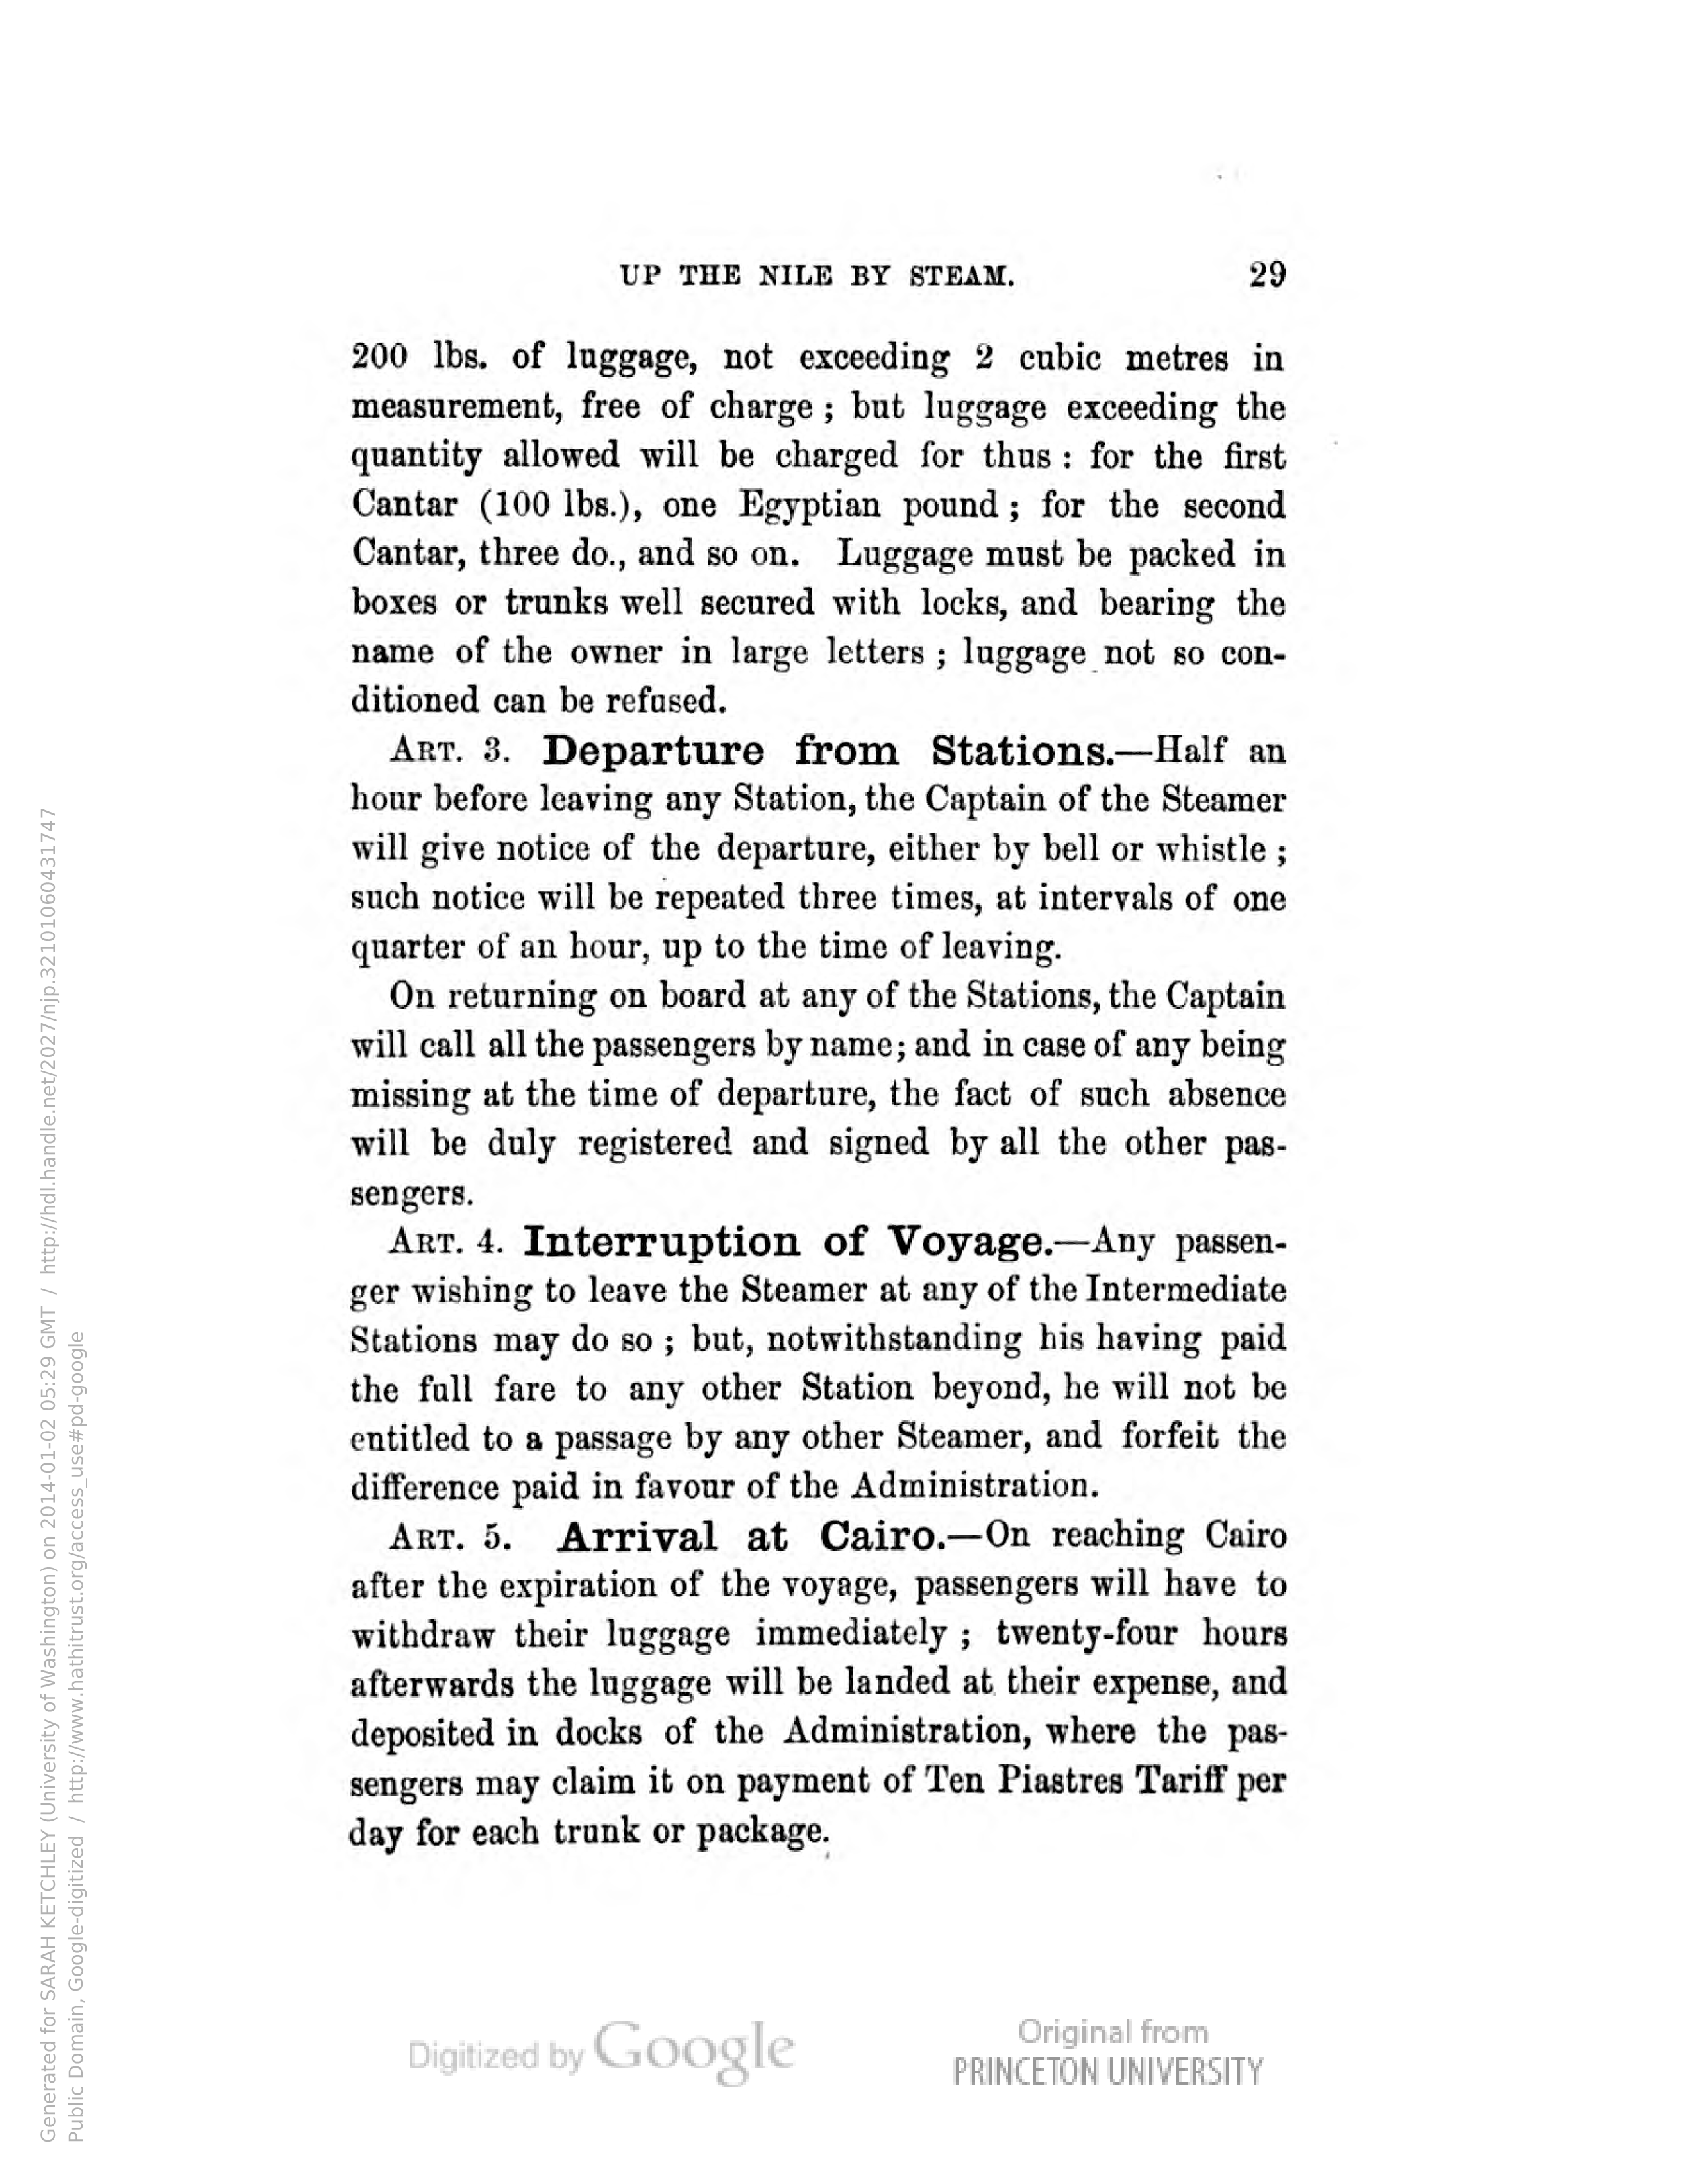 UP THE NILE BY STEAM. 29
200 lbs. of luggage, not exceeding 2 cubic metres in
measurement, free of charge ; but luggage exceeding the
quantity allowed will be charged for thus : for the first
Cantar (100 lbs.), one Egyptian pound ; for the second
Cantar, three do., and so on. Luggage must be packed in
boxes or trunks well secured with locks, and bearing the
name of the owner in large letters ; luggage not so con-
ditioned can be refused.
ART. 3. Departure from Stations.—Half an
hour before leaving any Station, the Captain of the Steamer
will give notice of the departure, either by bell or whistle ;
such notice will be repeated three times, at intervals of one
quarter of an hour, up to the time of leaving.
On returning on board at any of the Stations, the Captain
will call all the passengers by name; and in case of any being
missing at the time of departure, the fact of such absence
will be duly registered and signed by all the other pas-
sengers.
ART. 4. Interruption of Voyage.—Any passen-
ger wishing to leave the Steamer at any of the Intermediate
Stations may do so ; but, notwithstanding his having paid
the full fare to any other Station beyond, he will not be
entitled to a passage by any other Steamer, and forfeit the
difference paid in favour of the Administration.
ART. 5. Arrival at Cairo.—On reaching Cairo
after the expiration of the voyage, passengers will have to
withdraw their luggage immediately ; twenty-four hours
afterwards the luggage will be landed at their expense, and
deposited in docks of the Administration, where the pas-
sengers may claim it on payment of Ten Piastres Tariff per
day for each trunk or package.
Generated for SARAH KETCHLEY (University of Washington) on 2014-01-02 05:29 GMT / http://hdl.handle.net/2027/njp.32101060431747
Public Domain, Google-digitized / http://www.hathitrust.org/access_use#pd-google
Digitized by Google
Original from
PRINCETON UNIVERSITY